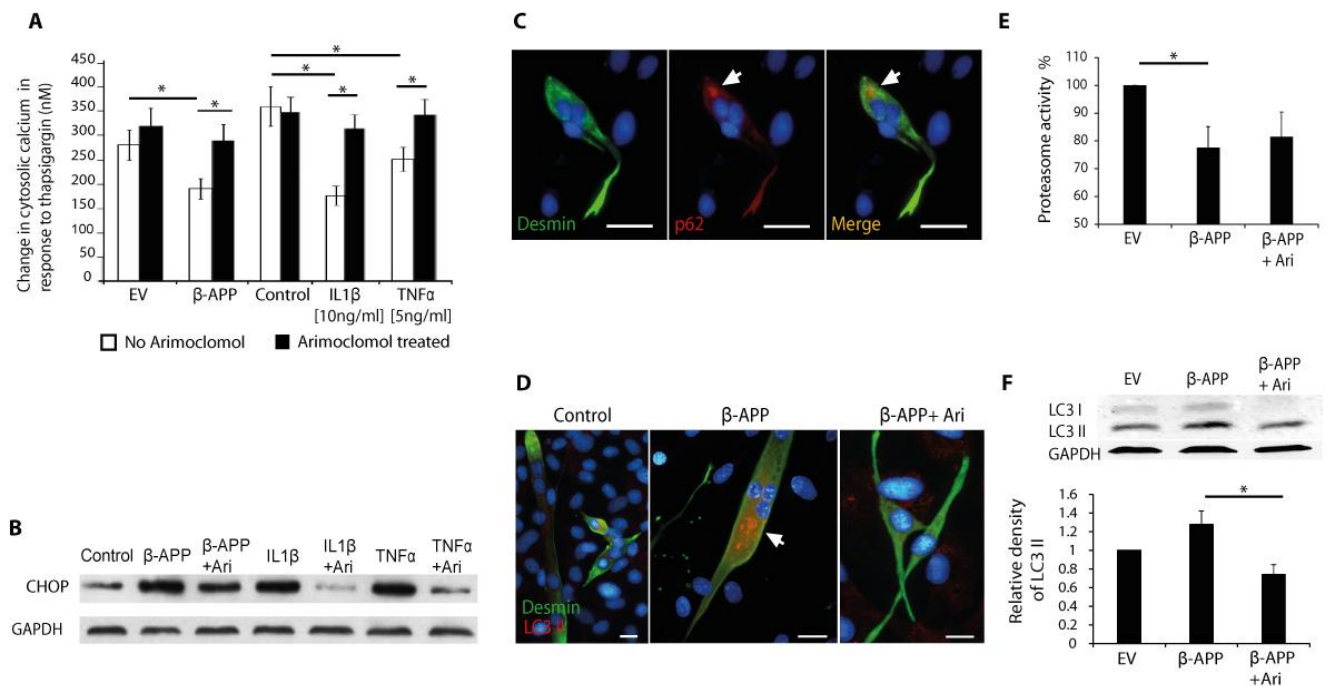 A
Change in cytosolic calcium in
response to thapsigargin (nM)
450
400
350
300
250
200
150
100
50
0
*
*
*
*
*
*
EV
β-APP
Control
IL1β
[10ng/ml]
TNFα
[5ng/ml]
No Arimoclomol
Arimoclomol treated
B
Control
β-APP
β-APP
+Ari
IL1β
IL1β
+Ari
TNFα
TNFα
+Ari
CHOP
GAPDH
C
Desmin
p62
Merge
D
Control
β-APP
β-APP+ Ari
Desmin
LC3 II
E
Proteasome activity %
100
90
80
70
60
50
*
EV
β-APP
β-APP
+ Ari
F
EV
β-APP
β-APP
+ Ari
LC3 I
LC3 II
GAPDH
Relative density
of LC3 II
1.6
1.4
1.2
1
0.8
0.6
0.4
0.2
0
*
EV
β-APP
β-APP
+Ari